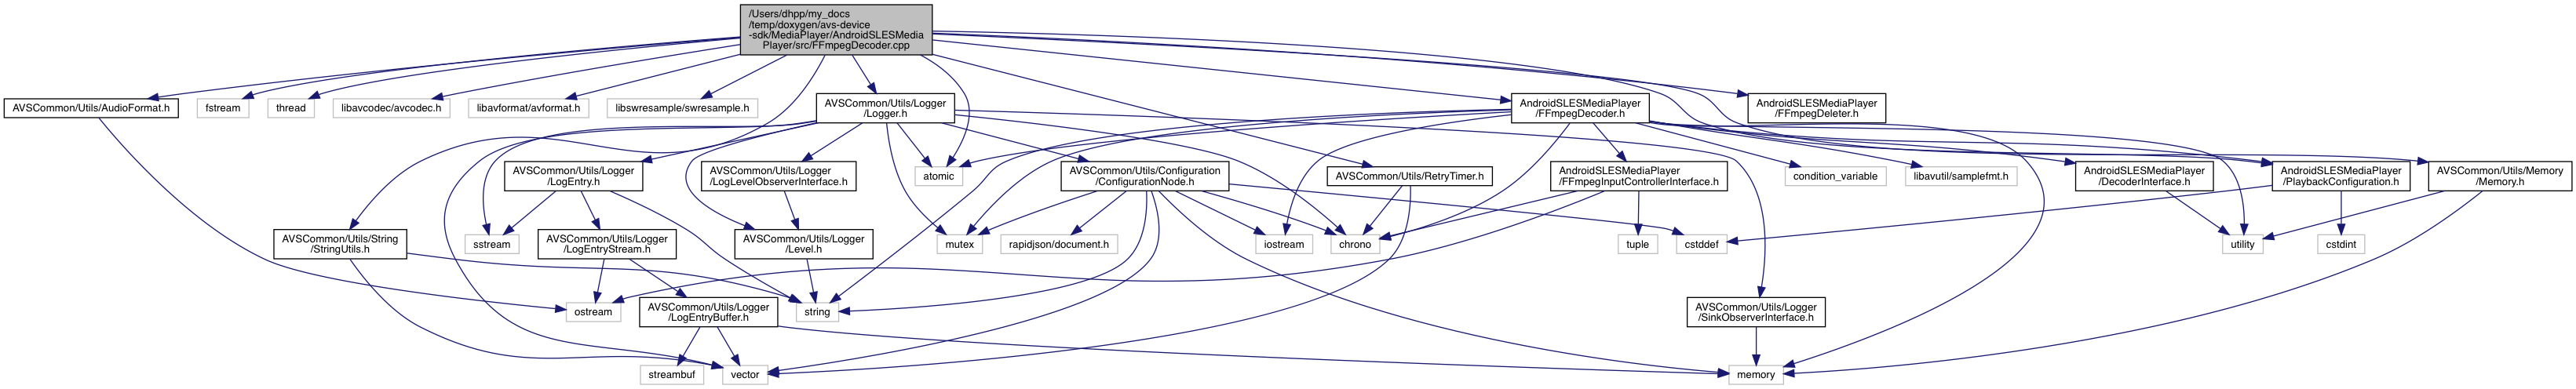 /Users/dhpp/my_docs
/temp/doxygen/avs-device
-sdk/MediaPlayer/AndroidSLESMedia
Player/src/FFmpegDecoder.cpp
AVSCommon/Utils/AudioFormat.h
fstream
thread
libavcodec/avcodec.h
libavformat/avformat.h
libswresample/swresample.h
AVSCommon/Utils/Logger
/Logger.h
AndroidSLESMediaPlayer
/FFmpegDecoder.h
AndroidSLESMediaPlayer
/FFmpegDeleter.h
AVSCommon/Utils/Logger
/LogEntry.h
AVSCommon/Utils/Logger
/LogLevelObserverInterface.h
atomic
AVSCommon/Utils/Configuration
/ConfigurationNode.h
AVSCommon/Utils/RetryTimer.h
AndroidSLESMediaPlayer
/FFmpegInputControllerInterface.h
condition_variable
libavutil/samplefmt.h
AndroidSLESMediaPlayer
/DecoderInterface.h
AndroidSLESMediaPlayer
/PlaybackConfiguration.h
AVSCommon/Utils/Memory
/Memory.h
AVSCommon/Utils/String
/StringUtils.h
sstream
AVSCommon/Utils/Logger
/LogEntryStream.h
AVSCommon/Utils/Logger
/Level.h
mutex
rapidjson/document.h
iostream
chrono
tuple
cstddef
utility
cstdint
ostream
AVSCommon/Utils/Logger
/LogEntryBuffer.h
string
AVSCommon/Utils/Logger
/SinkObserverInterface.h
streambuf
vector
memory